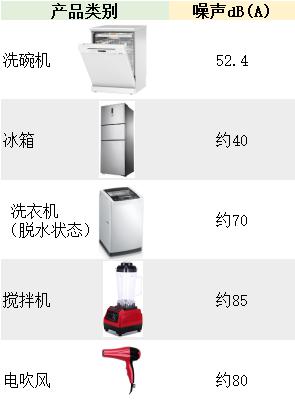 产品类别 噪声dB(A)
洗碗机 52.4
冰箱 约40
洗衣机
（脱水状态） 约70
搅拌机 约85
电吹风 约80